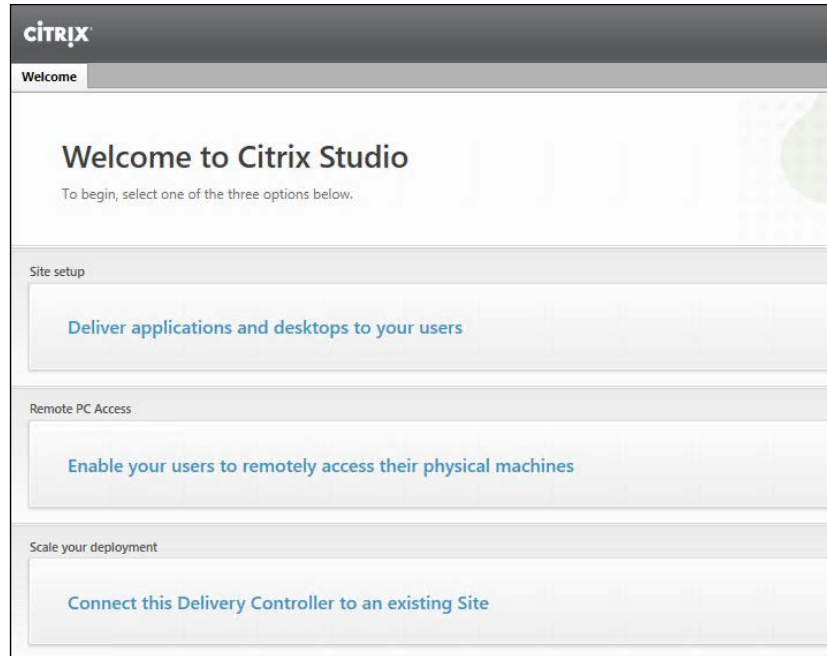 CITRIX
Welcome
Welcome to Citrix Studio
To begin, select one of the three options below.
Site setup
Deliver applications and desktops to your users
Remote PC Access
Enable your users to remotely access their physical machines
Scale your deployment
Connect this Delivery Controller to an existing Site